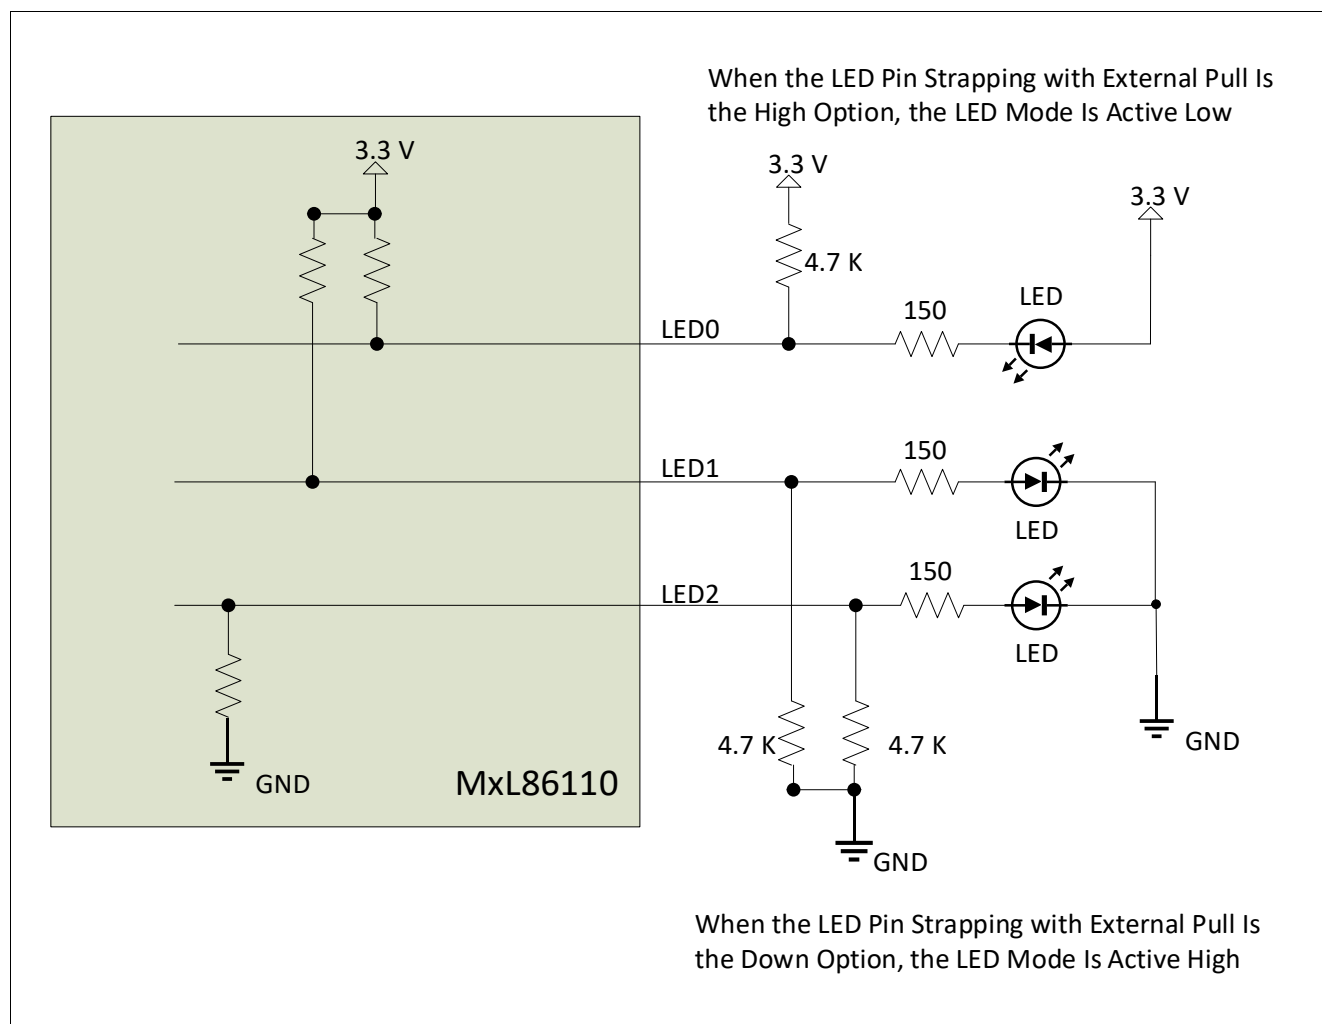 When the LED Pin Strapping with External Pull Is
the High Option, the LED Mode Is Active Low
3.3 V
3.3 V
3.3 V
4.7 K
LED0
150
LED
LED1
150
LED
LED2
150
LED
4.7 K
4.7 K
GND
GND
MxL86110
GND
When the LED Pin Strapping with External Pull Is
the Down Option, the LED Mode Is Active High